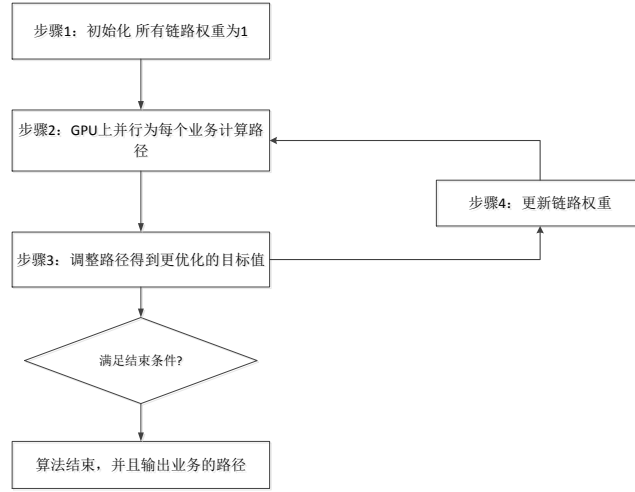 步骤1：初始化 所有链路权重为1
步骤2：GPU上并行为每个业务计算路
径
步骤4：更新链路权重
步骤3：调整路径得到更优化的目标值
满足结束条件?
算法结束，并且输出业务的路径